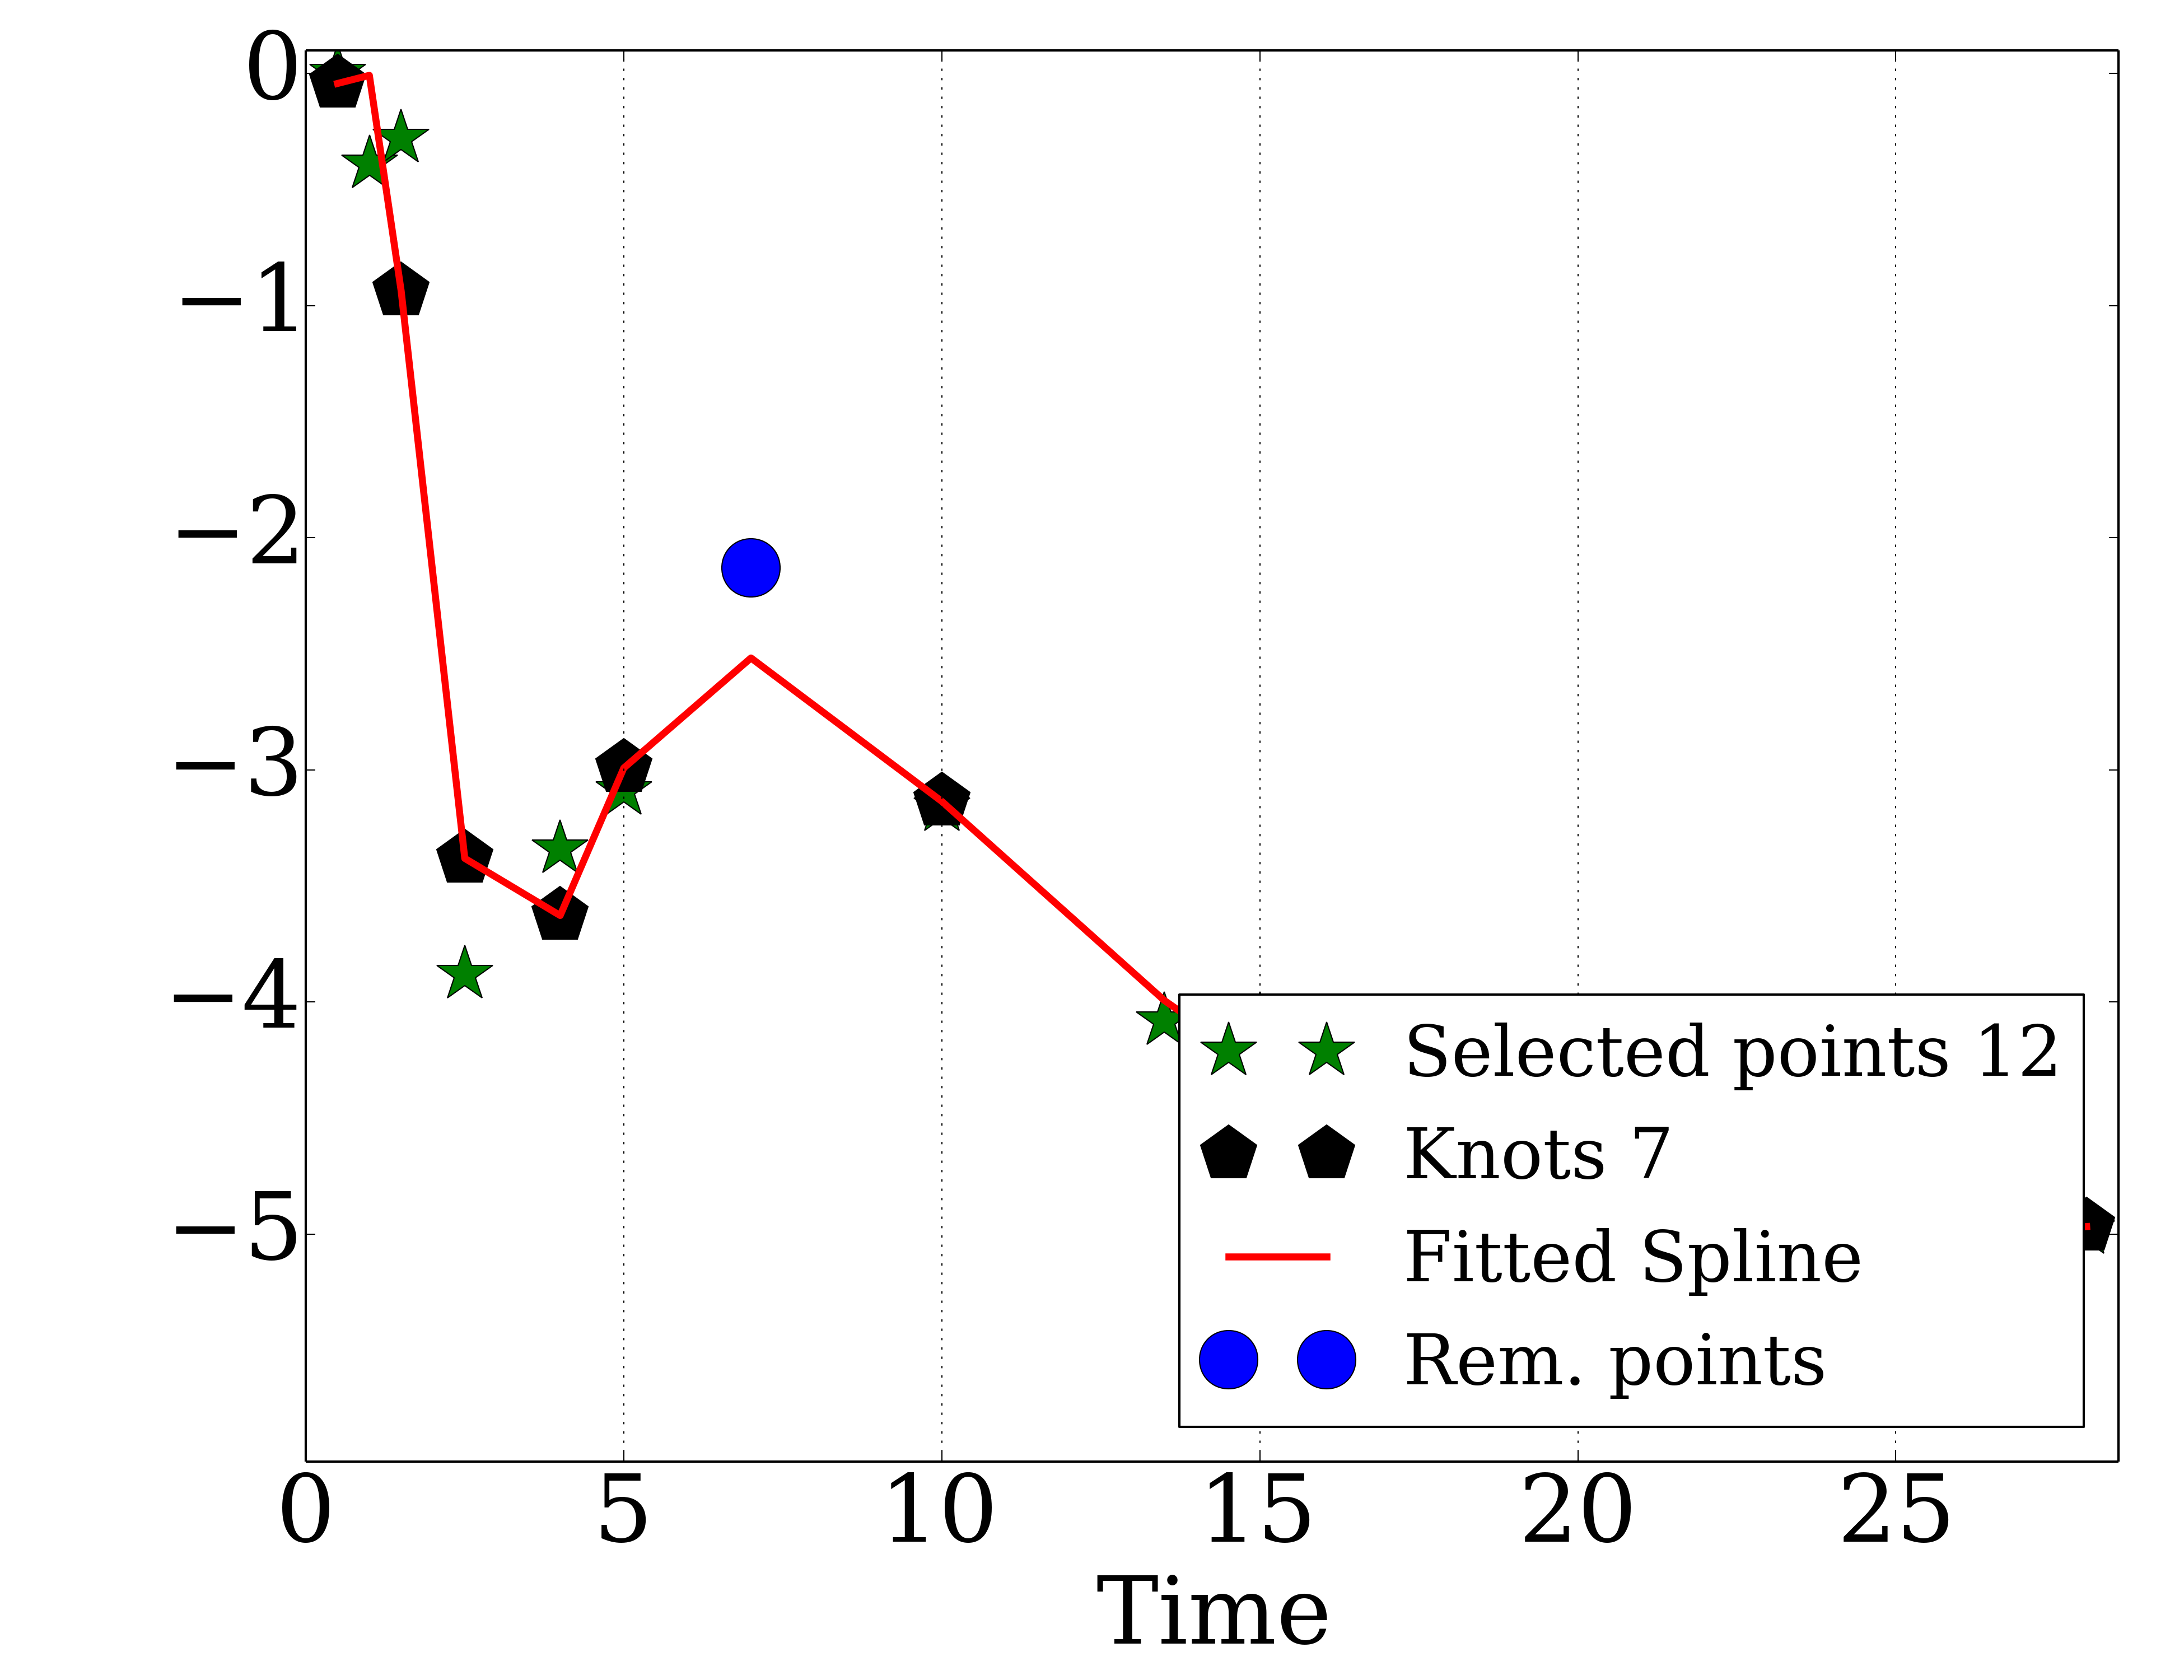 0
−1
−2
−3
−4
−5
Selected points 12
Knots 7
Fitted Spline
Rem. points
0 5 10 15 20 25
Time